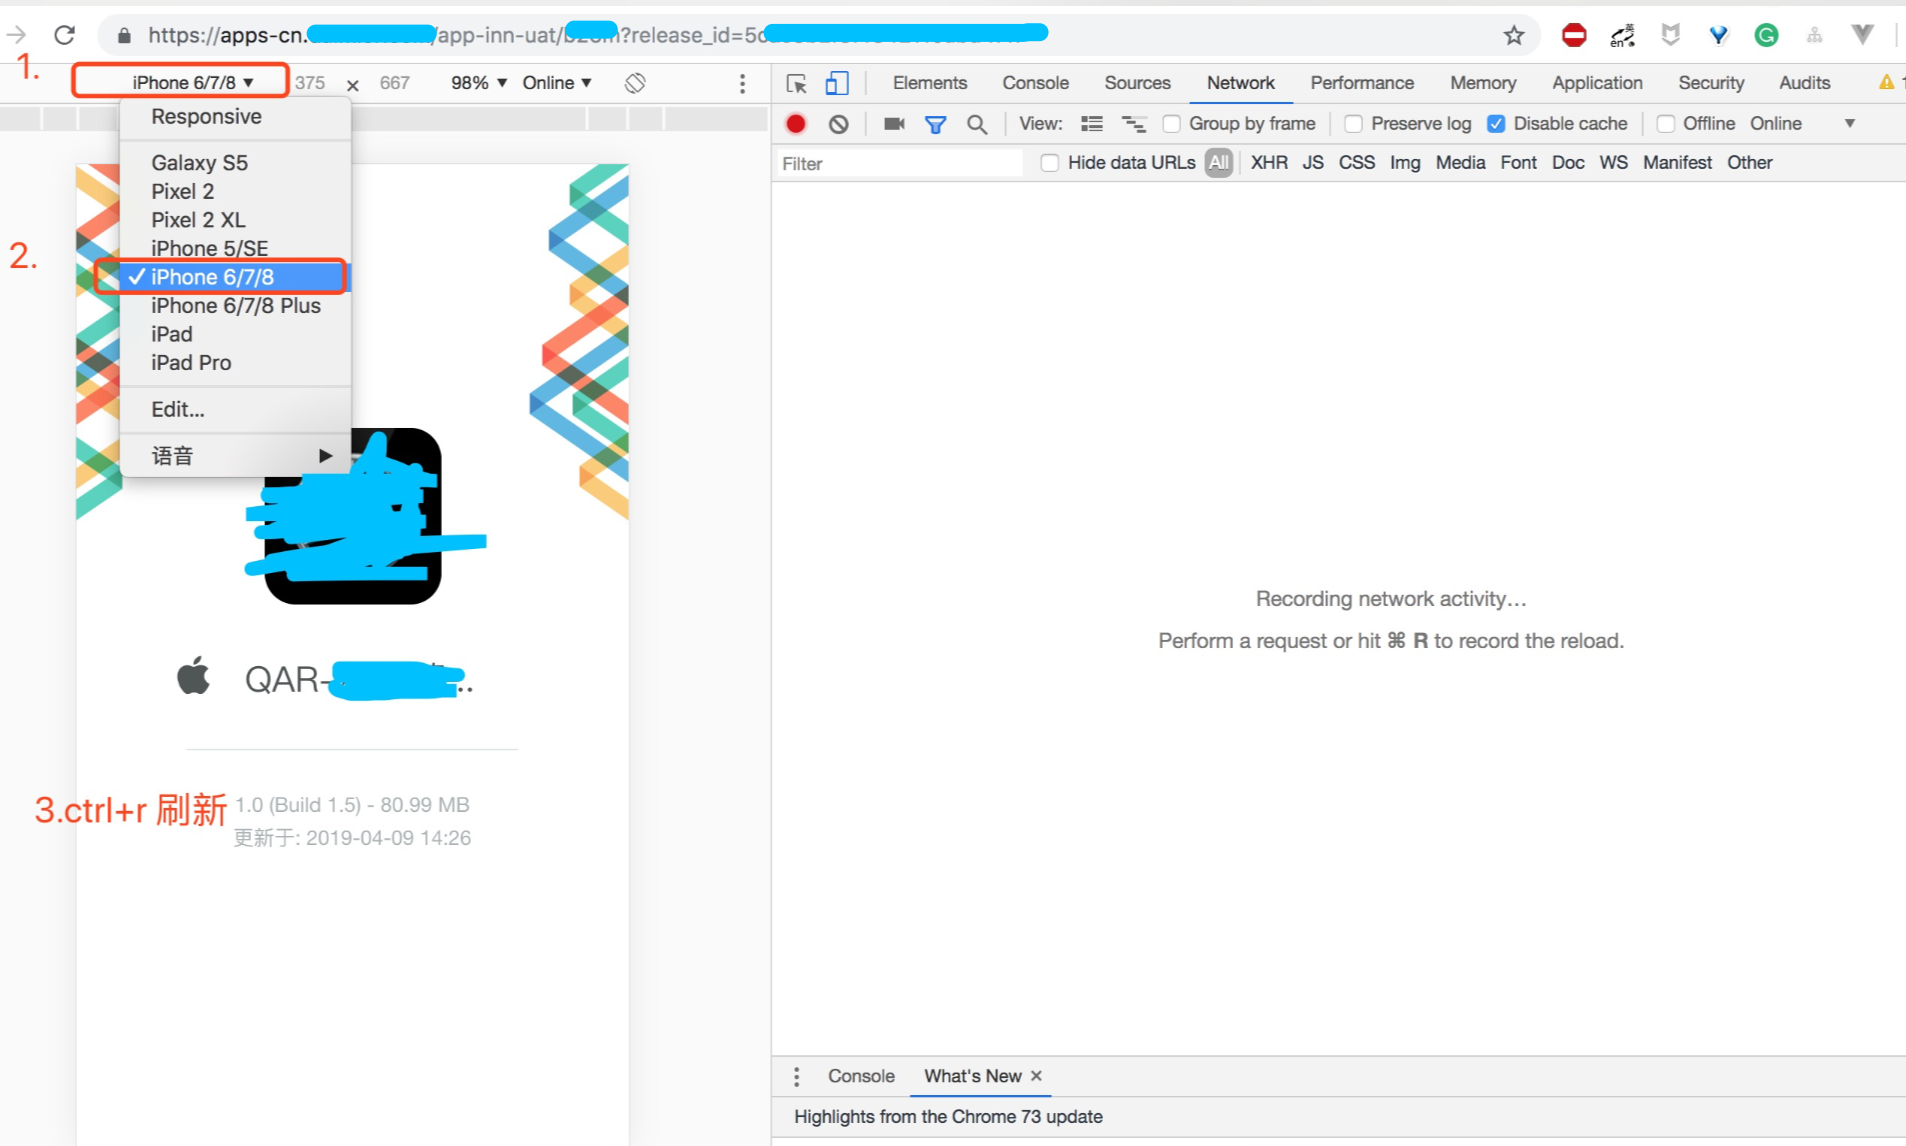 https://apps-cn. /app-inn-uat/ ?release_id=5
1.
iPhone 6/7/8 ▼ 375 × 667 98% ▼ Online ▼
Elements Console Sources Network Performance Memory Application Security Audits
View: Group by frame Preserve log Disable cache Offline Online ▼
Filter Hide data URLs All XHR JS CSS Img Media Font Doc WS Manifest Other
Responsive
Galaxy S5
Pixel 2
Pixel 2 XL
iPhone 5/SE
2.
✓ iPhone 6/7/8
iPhone 6/7/8 Plus
iPad
iPad Pro
Edit...
语音 ▶
Recording network activity…
Perform a request or hit ⌘ R to record the reload.
QAR- ..
3.ctrl+r 刷新
1.0 (Build 1.5) - 80.99 MB
更新于: 2019-04-09 14:26
Console What's New ×
Highlights from the Chrome 73 update